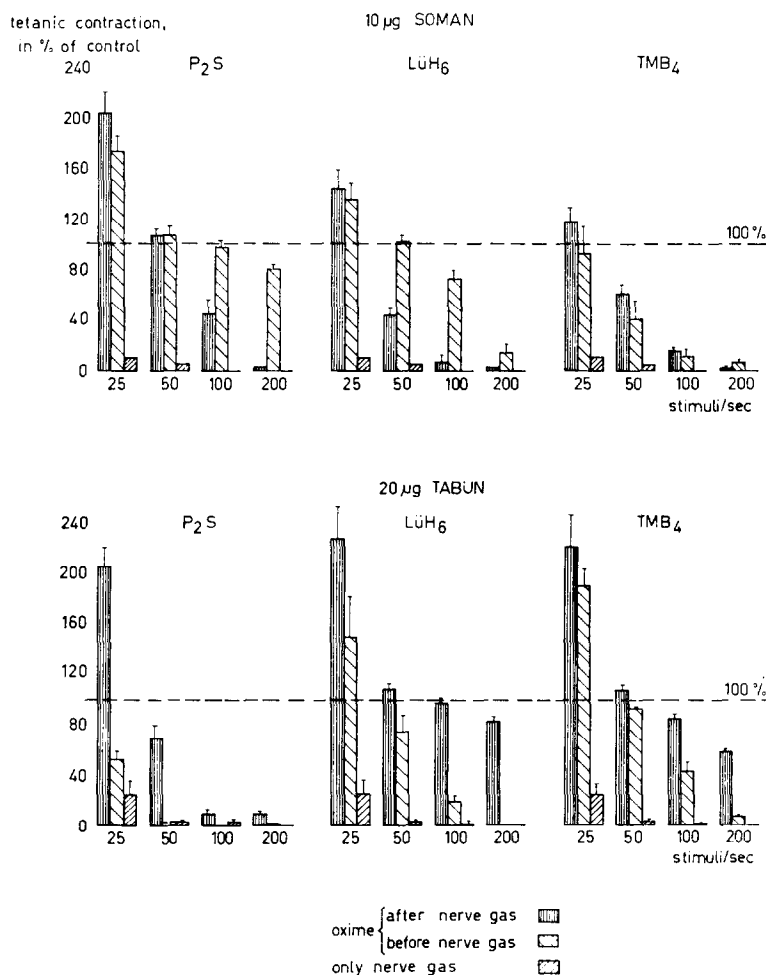 tetanic contraction,
in % of control
10 µg SOMAN
P2S
LüH6
TMB4
240
200
160
120
80
40
0
100 %
25 50 100 200
25 50 100 200
25 50 100 200
stimuli/sec
20 µg TABUN
P2S
LüH6
TMB4
240
200
160
120
80
40
0
100 %
25 50 100 200
25 50 100 200
25 50 100 200
stimuli/sec
oxime { after nerve gas
before nerve gas
only nerve gas